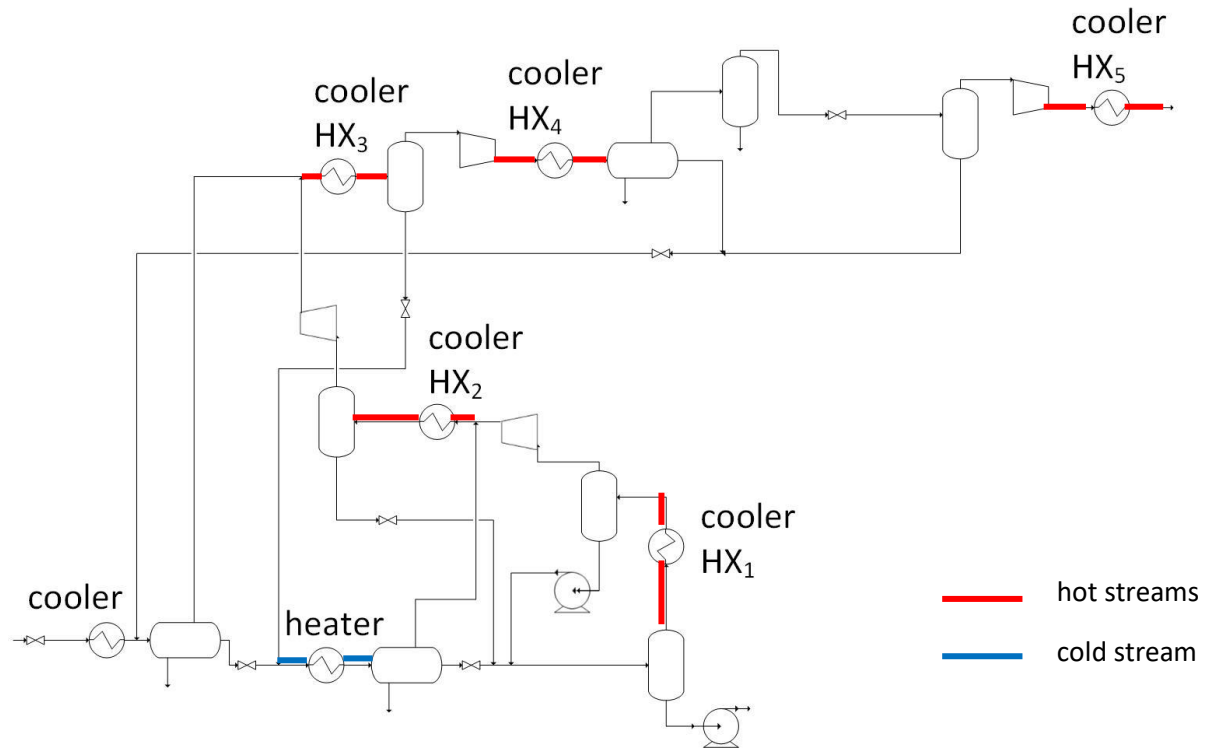 cooler
HX₅
cooler
HX₄
cooler
HX₃
cooler
HX₂
cooler
HX₁
cooler
heater
hot streams
cold stream